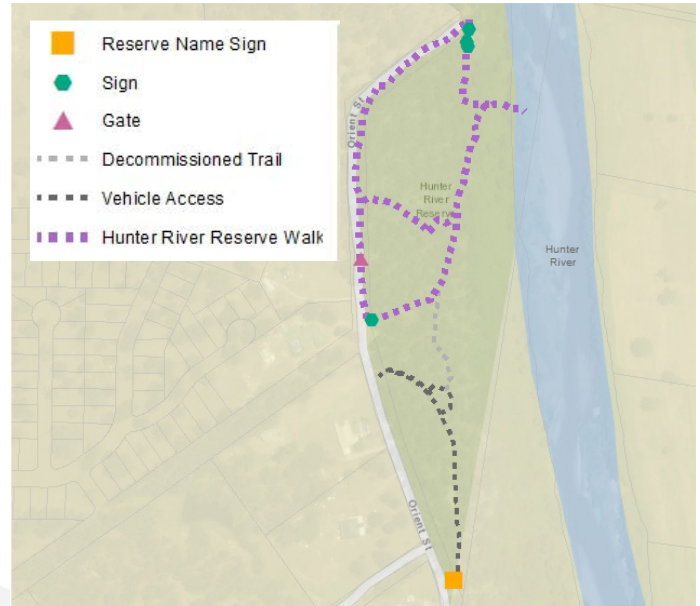 Reserve Name Sign
Sign
Gate
Decommissioned Trail
Vehicle Access
Hunter River Reserve Walk
Orient St
Hunter
River
Reserve
Hunter
River
Orient St